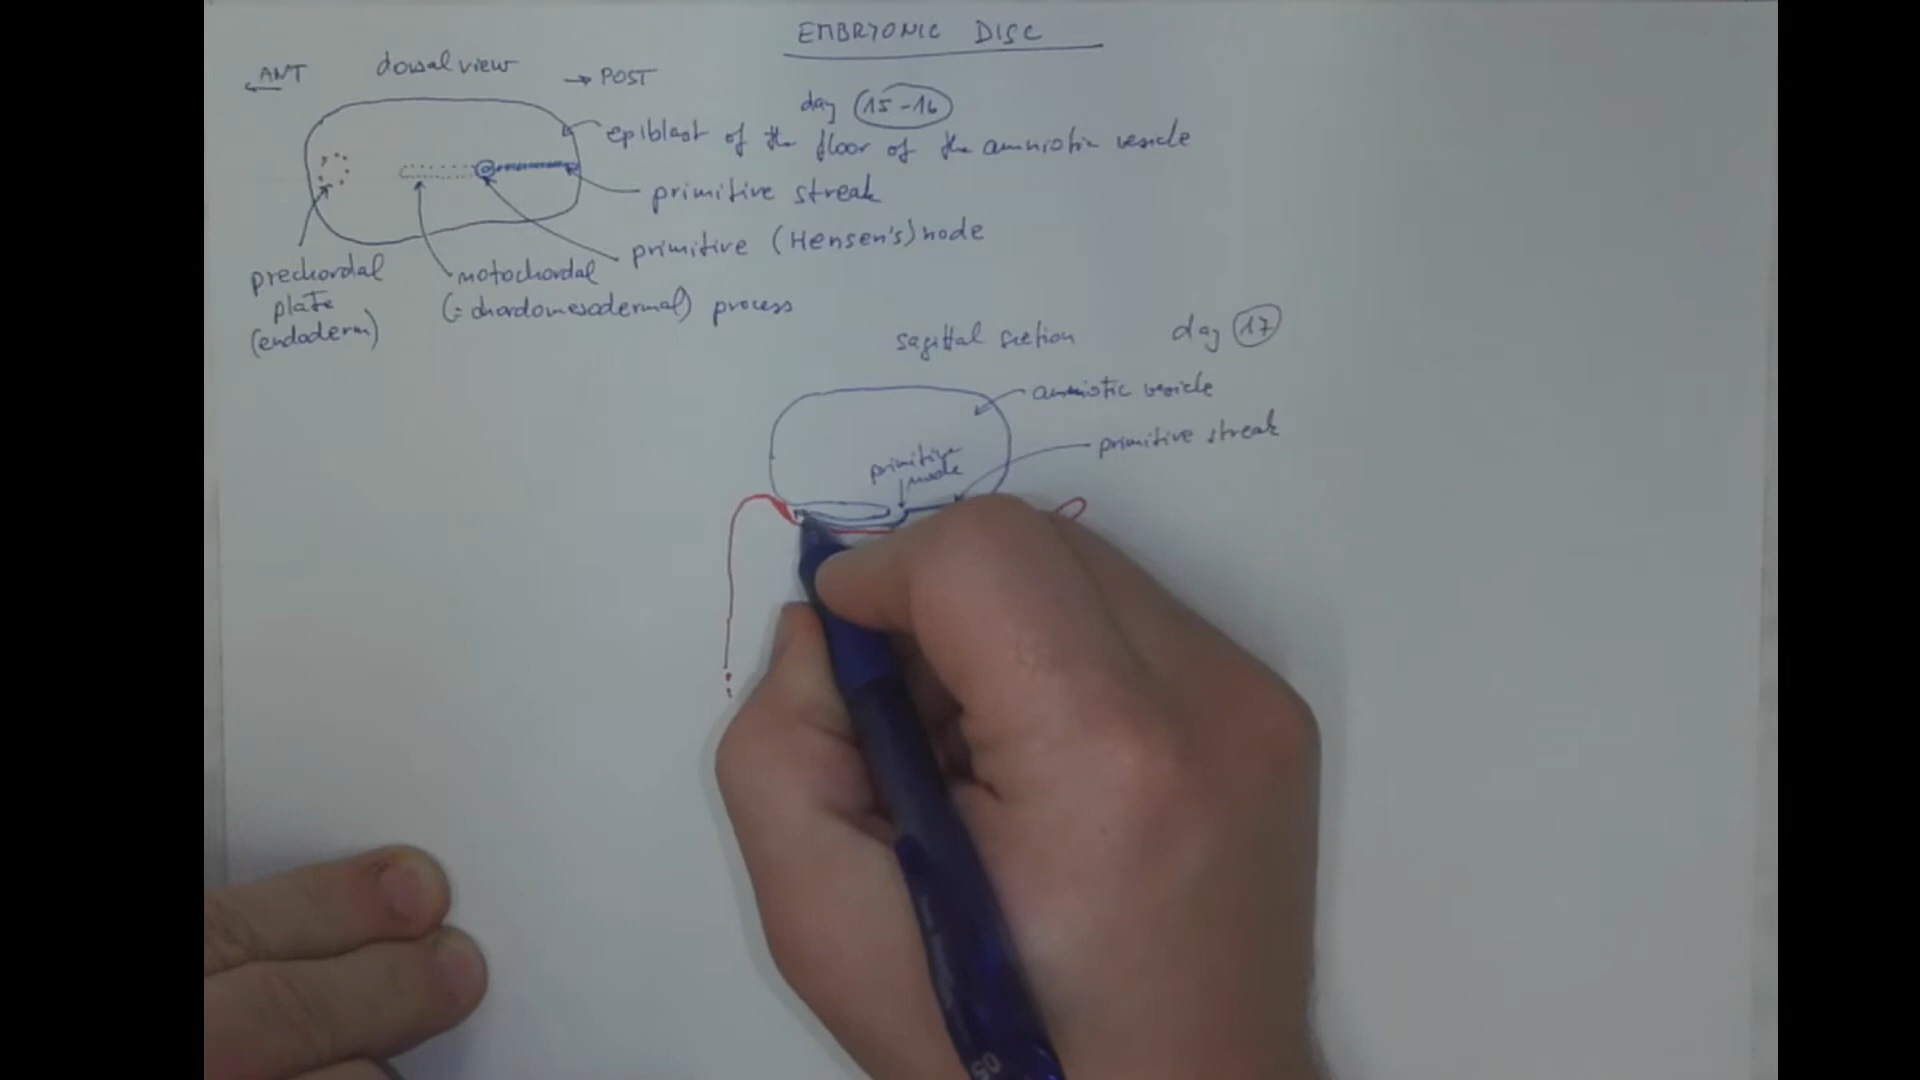 EMBRYONIC DISC
← ANT dorsal view → POST
day 15-16
epiblast of the floor of the amniotic vesicle
primitive streak
primitive (Hensen's) node
prechordal
plate
(endoderm)
notochordal
(=chordomesodermal) process
sagittal section day 17
amniotic vesicle
primitive streak
primitive
node
05